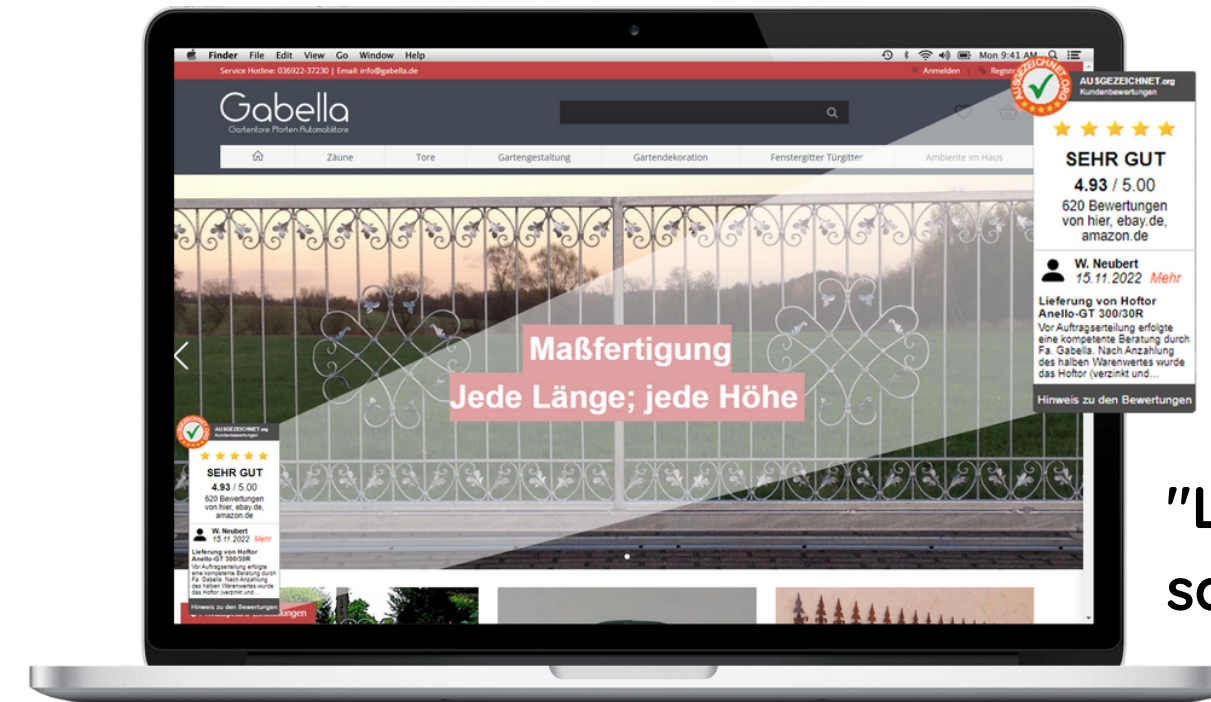 Finder File Edit View Go Window Help
Mon 9:41 AM
Service Hotline: 036922-37230 | Email: info@gabella.de
Anmelden
Gabella
Gartentore Pforten Automatiktore
Zäune Tore Gartengestaltung Gartendekoration Fenstergitter Türgitter Ambiente im Haus
Maßfertigung
Jede Länge; jede Höhe
AUSGEZEICHNET.ORG
AUSGEZEICHNET.org
Kundenbewertungen
SEHR GUT
4.93 / 5.00
620 Bewertungen
von hier, ebay.de,
amazon.de
W. Neubert
15.11.2022 Mehr
Lieferung von Hoftor
Anello-GT 300/30R
Vor Auftragserteilung erfolgte
eine kompetente Beratung durch
Fa. Gabella. Nach Anzahlung
des halben Warenwertes wurde
das Hoftor (verzinkt und...
Hinweis zu den Bewertungen
AUSGEZEICHNET.ORG
AUSGEZEICHNET.org
Kundenbewertungen
SEHR GUT
4.93 / 5.00
620 Bewertungen
von hier, ebay.de,
amazon.de
W. Neubert
15.11.2022 Mehr
Lieferung von Hoftor
Anello-GT 300/30R
Vor Auftragserteilung erfolgte
eine kompetente Beratung durch
Fa. Gabella. Nach Anzahlung
des halben Warenwertes wurde
das Hoftor (verzinkt und...
Hinweis zu den Bewertungen